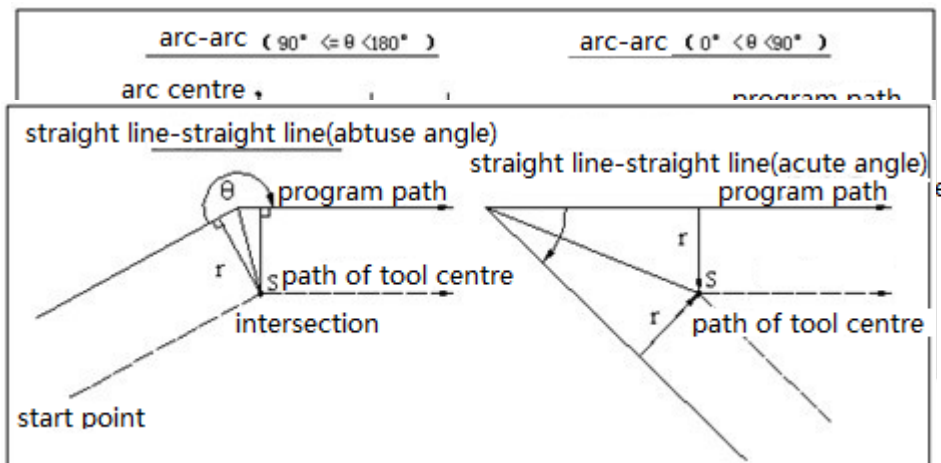 arc-arc ( 90° <= θ <180° )
arc-arc ( 0° <θ <90° )
arc centre
program path
straight line-straight line(abtuse angle)
straight line-straight line(acute angle)
θ
program path
program path
r
r
S
path of tool centre
S
intersection
r
path of tool centre
start point